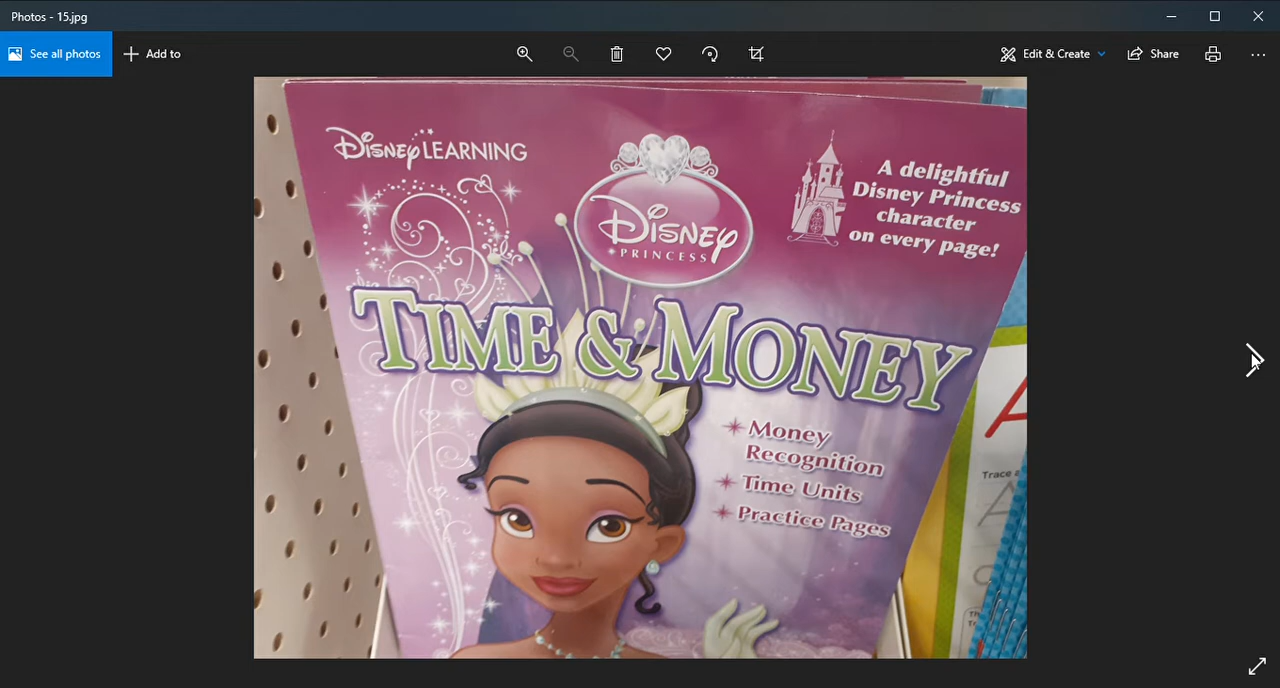 Photos - 15.jpg
See all photos
Add to
Edit & Create
Share
DISNEY LEARNING
DISNEY
PRINCESS
A delightful
Disney Princess
character
on every page!
TIME & MONEY
Money
Recognition
Time Units
Practice Pages
A
Trace a
A